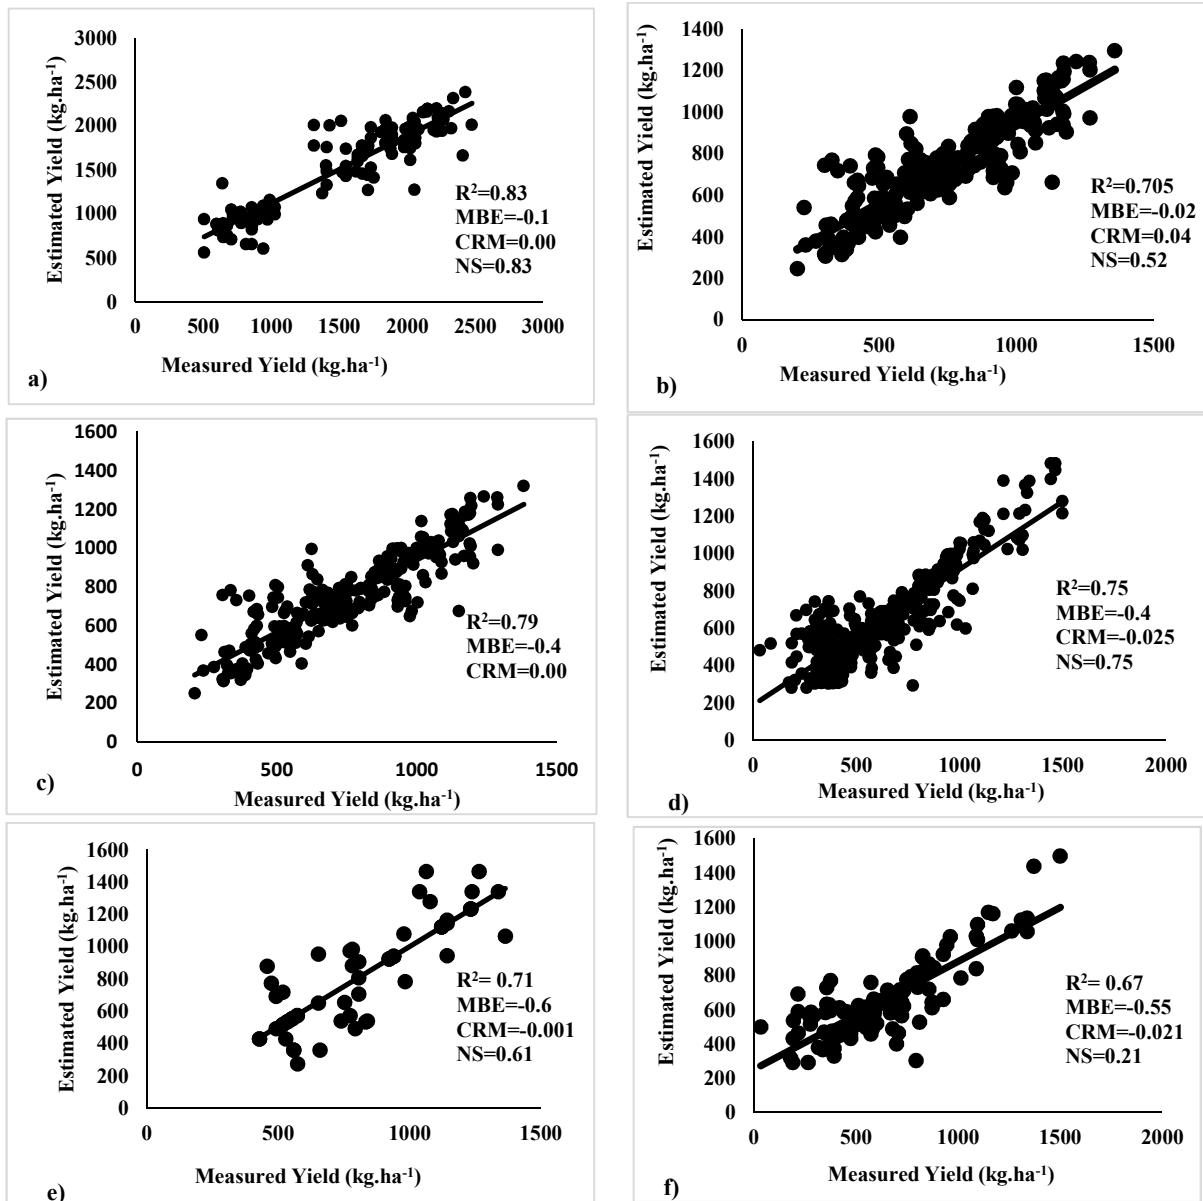 3000
2500
2000
1500
1000
500
0
Estimated Yield (kg.ha-1)
R2=0.83
MBE=-0.1
CRM=0.00
NS=0.83
0 500 1000 1500 2000 2500 3000
Measured Yield (kg.ha-1)
a)
1400
1200
1000
800
600
400
200
0
Estimated Yield (kg.ha-1)
R2=0.705
MBE=-0.02
CRM=0.04
NS=0.52
0 500 1000 1500
Measured Yield (kg.ha-1)
b)
1600
1400
1200
1000
800
600
400
200
0
Estimated Yield (kg.ha-1)
R2=0.79
MBE=-0.4
CRM=0.00
0 500 1000 1500
Measured Yield (kg.ha-1)
c)
1600
1400
1200
1000
800
600
400
200
0
Estimated Yield (kg.ha-1)
R2=0.75
MBE=-0.4
CRM=-0.025
NS=0.75
0 500 1000 1500 2000
Measured Yield (kg.ha-1)
d)
1600
1400
1200
1000
800
600
400
200
0
Estimated Yield (kg.ha-1)
R2=0.71
MBE=-0.6
CRM=-0.001
NS=0.61
0 500 1000 1500
Measured Yield (kg.ha-1)
e)
1600
1400
1200
1000
800
600
400
200
0
Estimated Yield (kg.ha-1)
R2= 0.67
MBE=-0.55
CRM=-0.021
NS=0.21
0 500 1000 1500 2000
Measured Yield (kg.ha-1)
f)